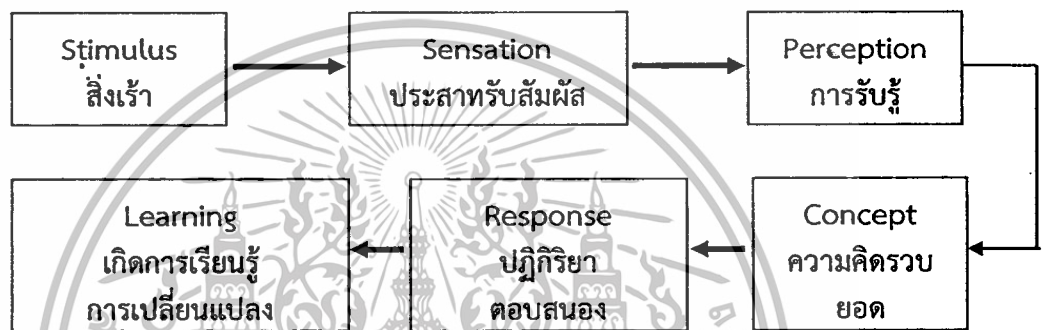 Stimulus
สิ่งเร้า
Sensation
ประสาทรับสัมผัส
Perception
การรับรู้
Concept
ความคิดรวบ
ยอด
Response
ปฏิกิริยา
ตอบสนอง
Learning
เกิดการเรียนรู้
การเปลี่ยนแปลง